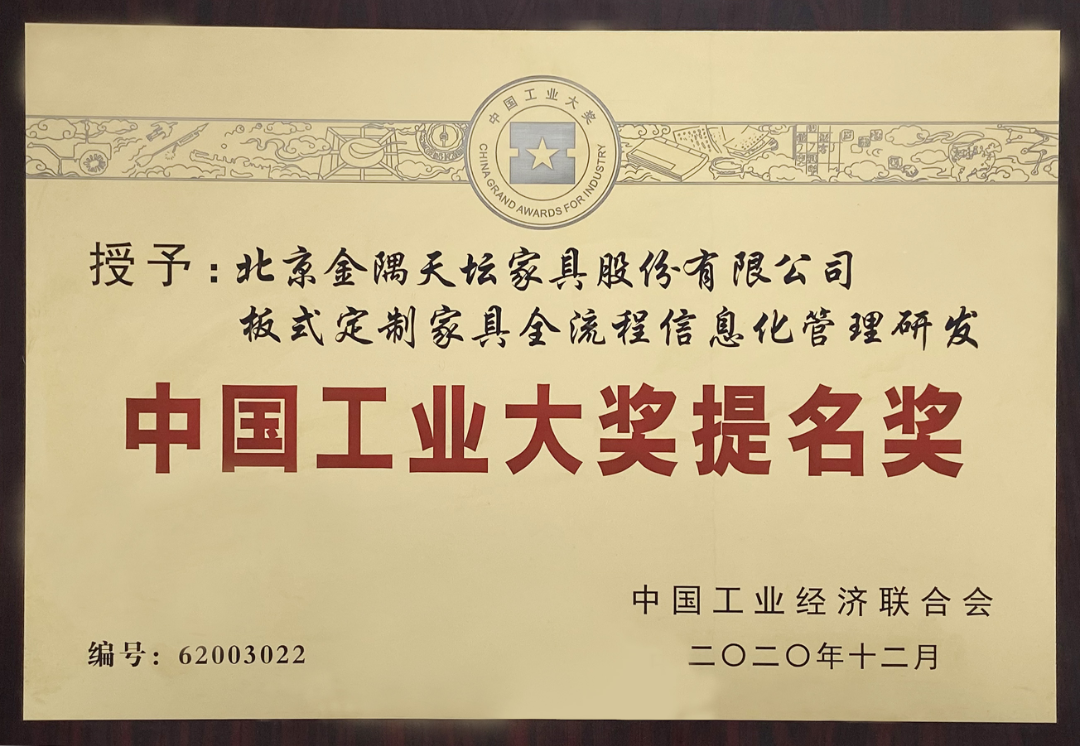 中国工业大奖
CHINA GRAND AWARDS FOR INDUSTRY
授予：北京金隅天坛家具股份有限公司
板式定制家具全流程信息化管理研发
中国工业大奖提名奖
中国工业经济联合会
编号：62003022
二〇二〇年十二月